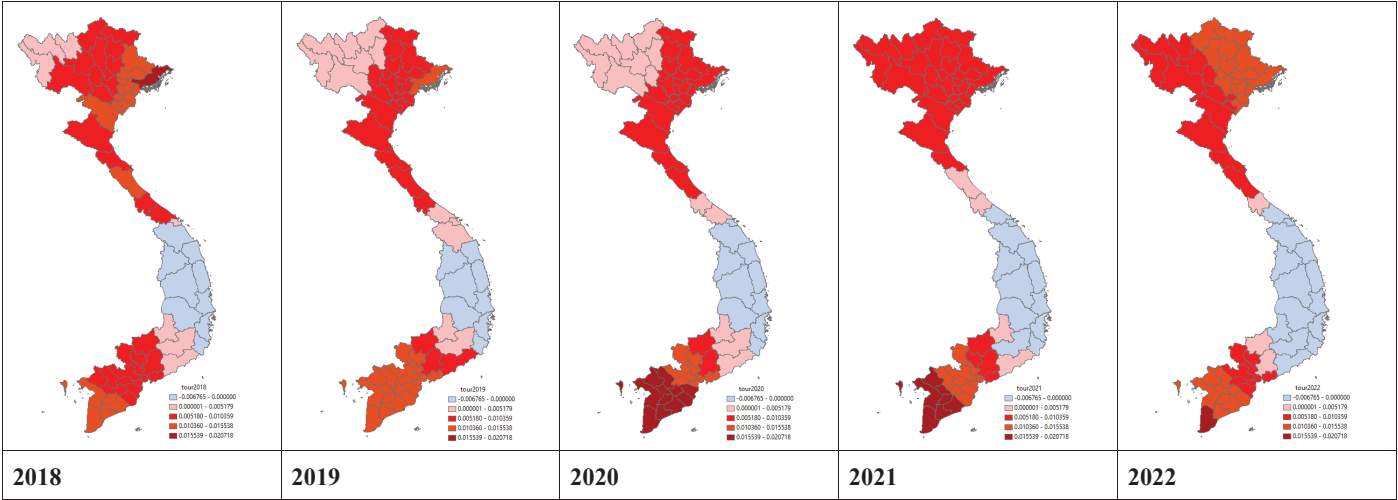 tour2018
-0.006765 - 0.000000
0.000001 - 0.005179
0.005180 - 0.010359
0.010360 - 0.015538
0.015539 - 0.020718
tour2019
-0.006765 - 0.000000
0.000001 - 0.005179
0.005180 - 0.010359
0.010360 - 0.015538
0.015539 - 0.020718
tour2020
-0.006765 - 0.000000
0.000001 - 0.005179
0.005180 - 0.010359
0.010360 - 0.015538
0.015539 - 0.020718
tour2021
-0.006765 - 0.000000
0.000001 - 0.005179
0.005180 - 0.010359
0.010360 - 0.015538
0.015539 - 0.020718
tour2022
-0.006765 - 0.000000
0.000001 - 0.005179
0.005180 - 0.010359
0.010360 - 0.015538
0.015539 - 0.020718
2018
2019
2020
2021
2022